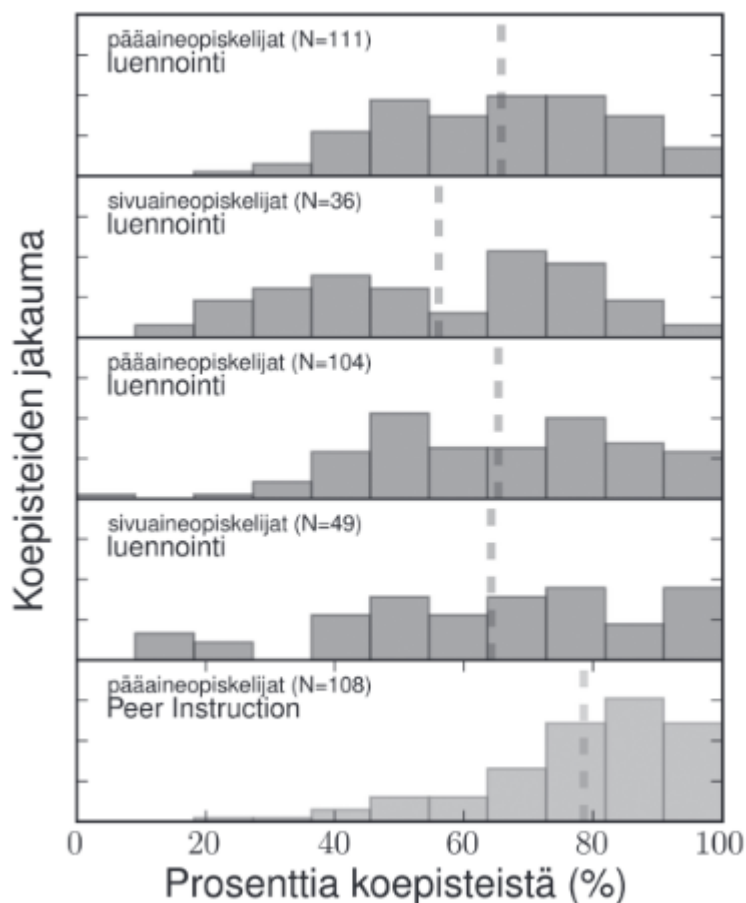 pääaineopiskelijat (N=111)
luennointi
sivuaineopiskelijat (N=36)
luennointi
pääaineopiskelijat (N=104)
luennointi
sivuaineopiskelijat (N=49)
luennointi
pääaineopiskelijat (N=108)
Peer Instruction
Koepisteiden jakauma
0 20 40 60 80 100
Prosenttia koepisteistä (%)